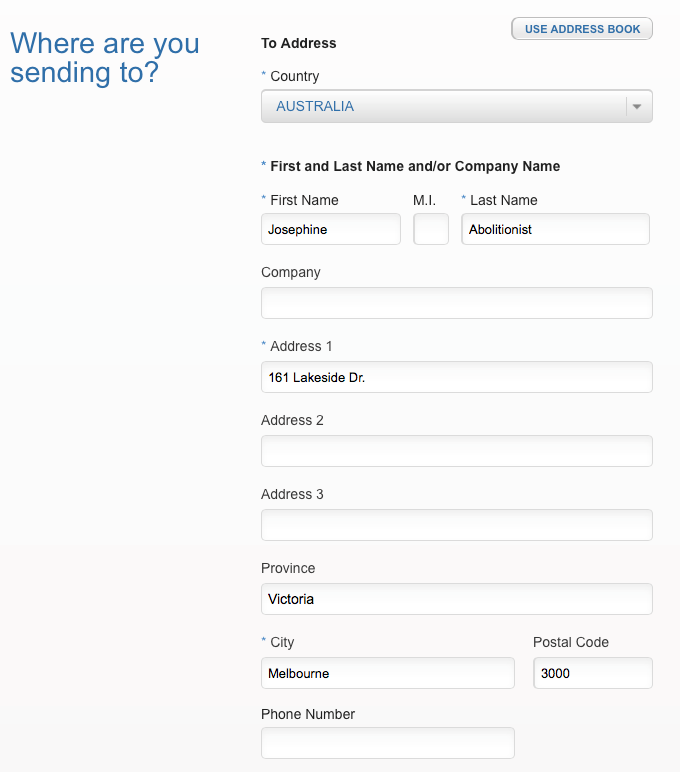 Where are you
sending to?
USE ADDRESS BOOK
To Address
* Country
AUSTRALIA
* First and Last Name and/or Company Name
* First Name M.I. * Last Name
Josephine Abolitionist
Company
* Address 1
161 Lakeside Dr.
Address 2
Address 3
Province
Victoria
* City Postal Code
Melbourne 3000
Phone Number